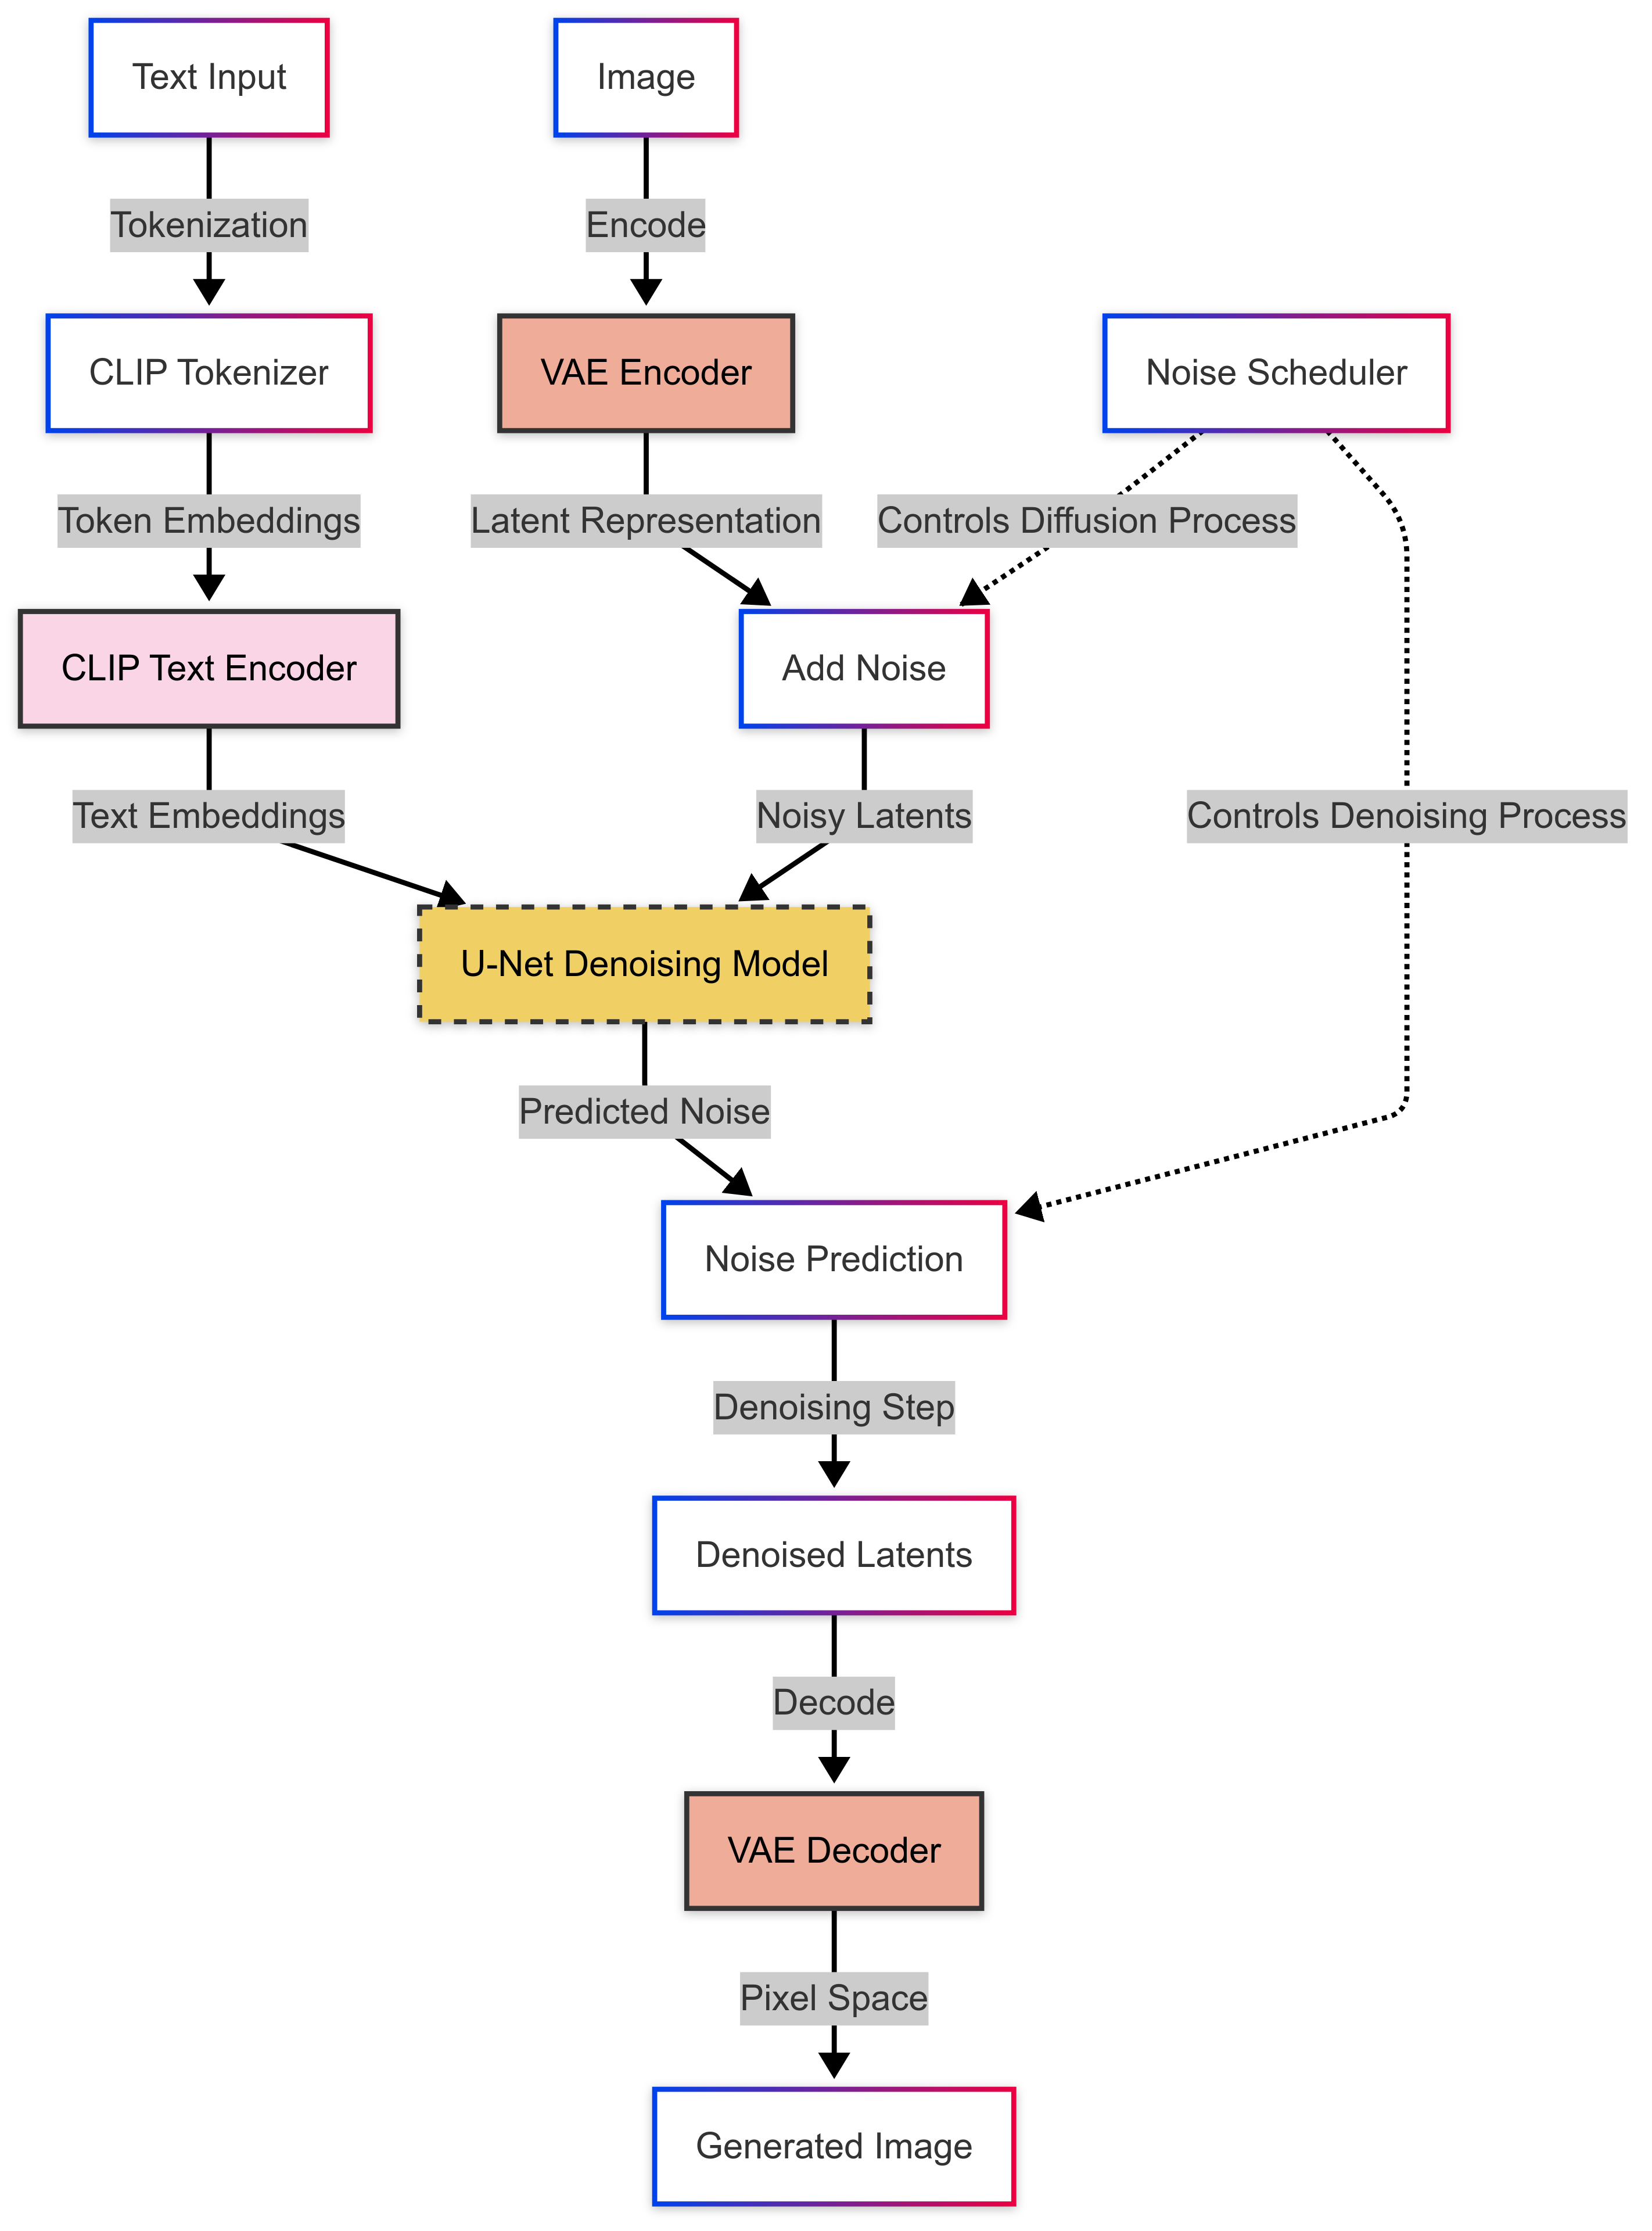 Text Input
Image
Tokenization
Encode
CLIP Tokenizer
VAE Encoder
Noise Scheduler
Token Embeddings
Latent Representation
Controls Diffusion Process
CLIP Text Encoder
Add Noise
Text Embeddings
Noisy Latents
Controls Denoising Process
U-Net Denoising Model
Predicted Noise
Noise Prediction
Denoising Step
Denoised Latents
Decode
VAE Decoder
Pixel Space
Generated Image